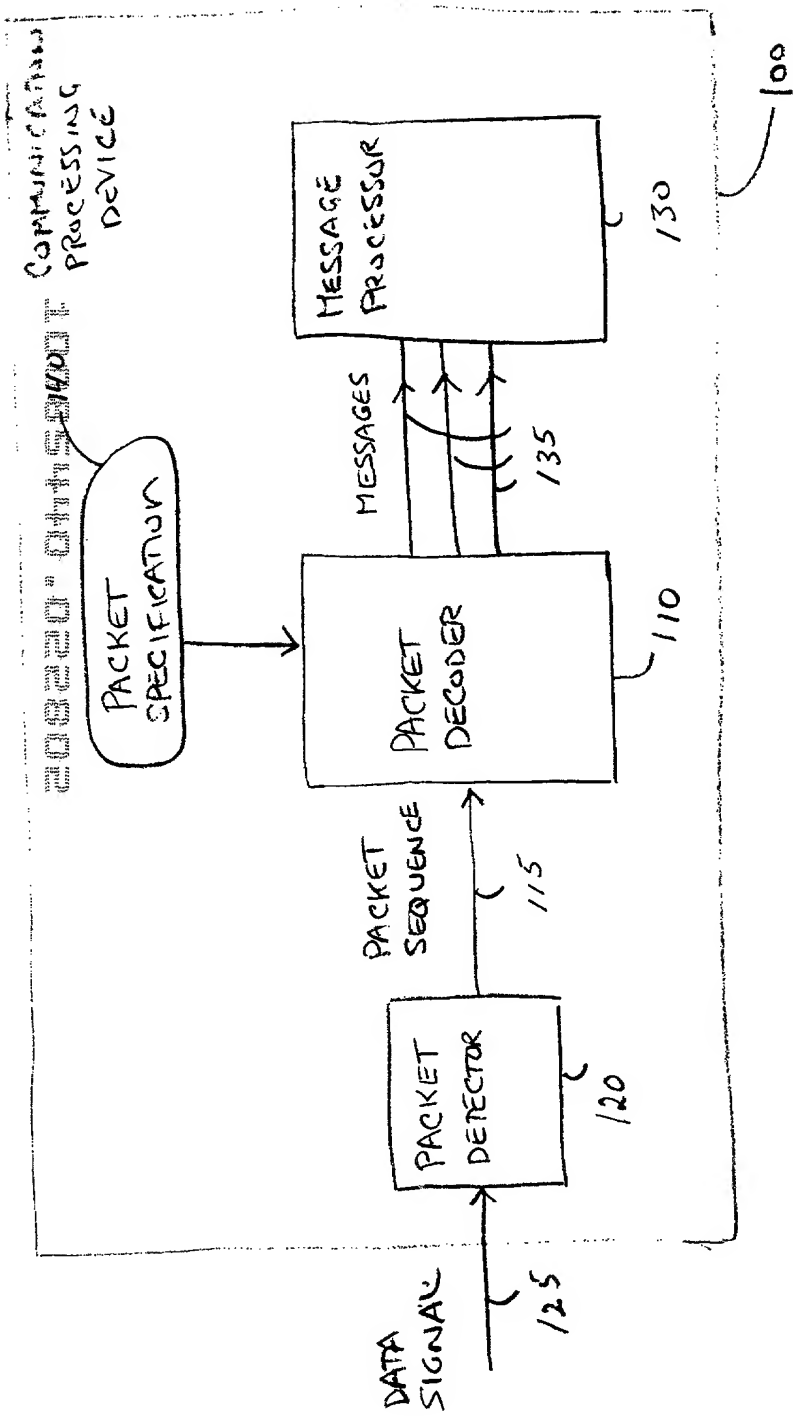 COMMUNICATION
PROCESSING
DEVICE
140
PACKET
SPECIFICATION
DATA
SIGNAL
125
PACKET
DETECTOR
120
PACKET
SEQUENCE
115
PACKET
DECODER
110
MESSAGES
135
MESSAGE
PROCESSOR
130
100